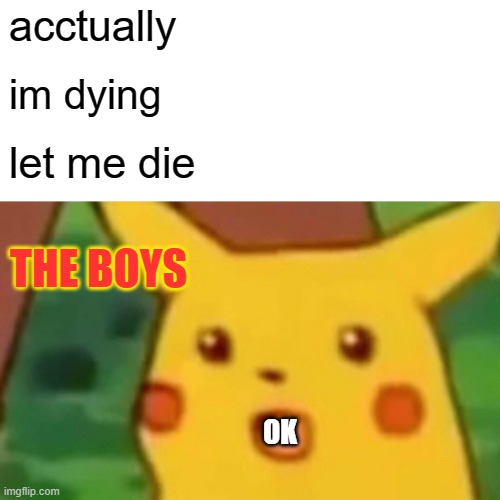 acctually
im dying
let me die
THE BOYS
OK
imgflip.com